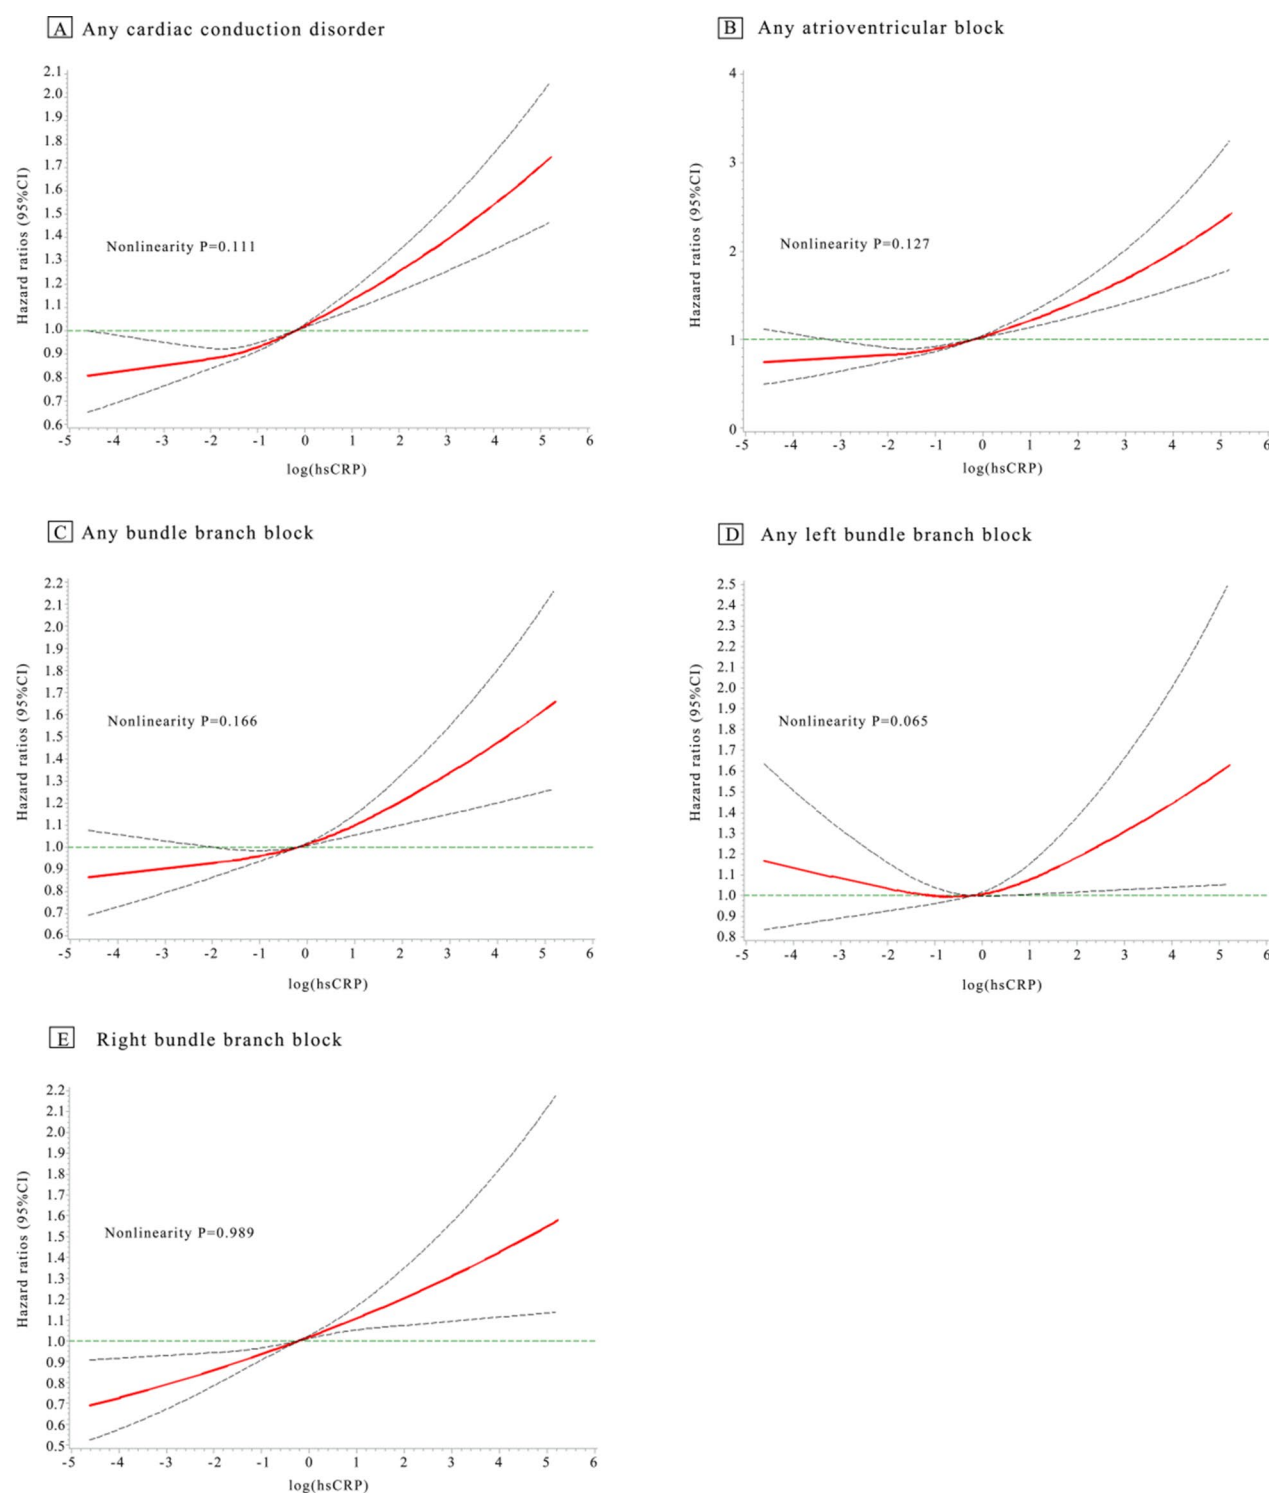 A Any cardiac conduction disorder
2.1
2.0
1.9
1.8
1.7
1.6
1.5
1.4
1.3
1.2
1.1
1.0
0.9
0.8
0.7
0.6
Hazard ratios (95%CI)
Nonlinearity P=0.111
-5 -4 -3 -2 -1 0 1 2 3 4 5 6
log(hsCRP)
B Any atrioventricular block
4
3
2
1
0
Hazaard ratios (95%CI)
Nonlinearity P=0.127
-5 -4 -3 -2 -1 0 1 2 3 4 5 6
log(hsCRP)
C Any bundle branch block
2.2
2.1
2.0
1.9
1.8
1.7
1.6
1.5
1.4
1.3
1.2
1.1
1.0
0.9
0.8
0.7
0.6
Hazard ratios (95%CI)
Nonlinearity P=0.166
-5 -4 -3 -2 -1 0 1 2 3 4 5 6
log(hsCRP)
D Any left bundle branch block
2.5
2.4
2.3
2.2
2.1
2.0
1.9
1.8
1.7
1.6
1.5
1.4
1.3
1.2
1.1
1.0
0.9
0.8
Hazard ratios (95%CI)
Nonlinearity P=0.065
-5 -4 -3 -2 -1 0 1 2 3 4 5 6
log(hsCRP)
E Right bundle branch block
2.2
2.1
2.0
1.9
1.8
1.7
1.6
1.5
1.4
1.3
1.2
1.1
1.0
0.9
0.8
0.7
0.6
0.5
Hazard ratios (95%CI)
Nonlinearity P=0.989
-5 -4 -3 -2 -1 0 1 2 3 4 5 6
log(hsCRP)